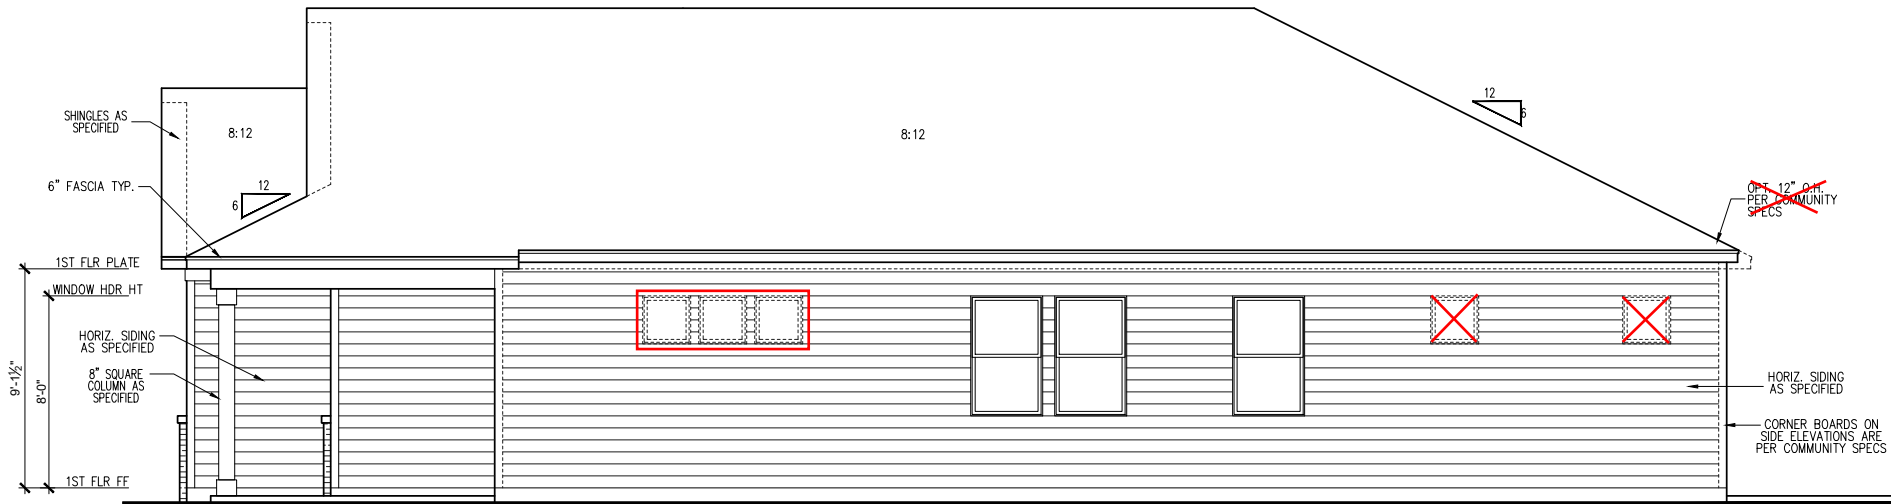 SHINGLES AS
SPECIFIED
8:12
8:12
12
6
6" FASCIA TYP.
12
6
OPT. 12" O.H.
PER COMMUNITY
SPECS
1ST FLR PLATE
WINDOW HDR HT
HORIZ. SIDING
AS SPECIFIED
8" SQUARE
COLUMN AS
SPECIFIED
9'-1½"
8'-0"
1ST FLR FF
HORIZ. SIDING
AS SPECIFIED
CORNER BOARDS ON
SIDE ELEVATIONS ARE
PER COMMUNITY SPECS